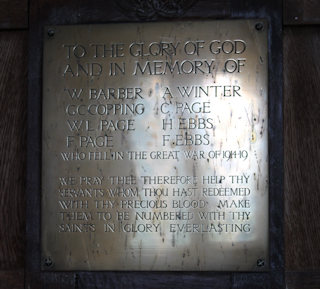 TO THE GLORY OF GOD
AND IN MEMORY OF
W BARBER A WINTER
G.C. COPPING C PAGE
W L PAGE H EBBS
F PAGE F. EBBS
WHO FELL IN THE GREAT WAR OF 1914-19
WE PRAY THEE THEREFORE HELP THY
SERVANTS WHOM THOU HAST REDEEMED
WITH THY PRECIOUS BLOOD MAKE
THEM TO BE NUMBERED WITH THY
SAINTS IN GLORY EVERLASTING